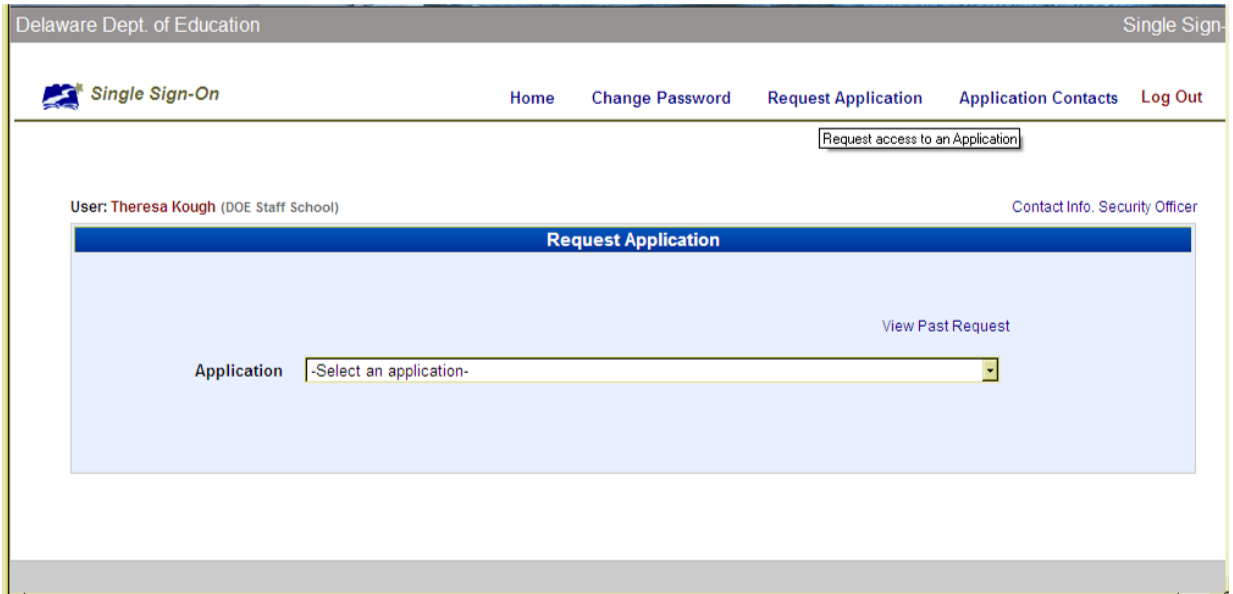 Delaware Dept. of Education Single Sign-
Single Sign-On Home Change Password Request Application Application Contacts Log Out
Request access to an Application
User: Theresa Kough (DOE Staff School) Contact Info. Security Officer
Request Application
View Past Request
Application -Select an application-